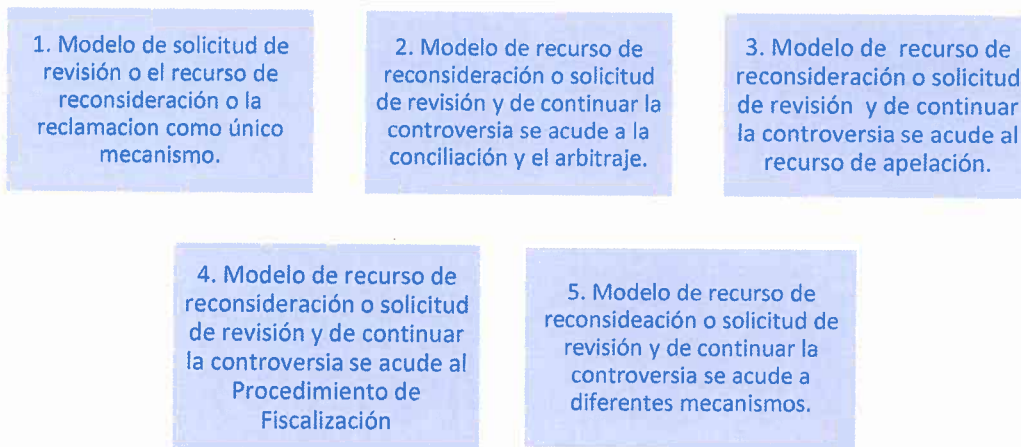 1. Modelo de solicitud de
revisión o el recurso de
reconsideración o la
reclamacion como único
mecanismo.
2. Modelo de recurso de
reconsideración o solicitud
de revisión y de continuar la
controversia se acude a la
conciliación y el arbitraje.
3. Modelo de recurso de
reconsideración o solicitud
de revisión y de continuar
la controversia se acude al
recurso de apelación.
4. Modelo de recurso de
reconsideración o solicitud
de revisión y de continuar
la controversia se acude al
Procedimiento de
Fiscalización
5. Modelo de recurso de
reconsideación o solicitud de
revisión y de continuar la
controversia se acude a
diferentes mecanismos.